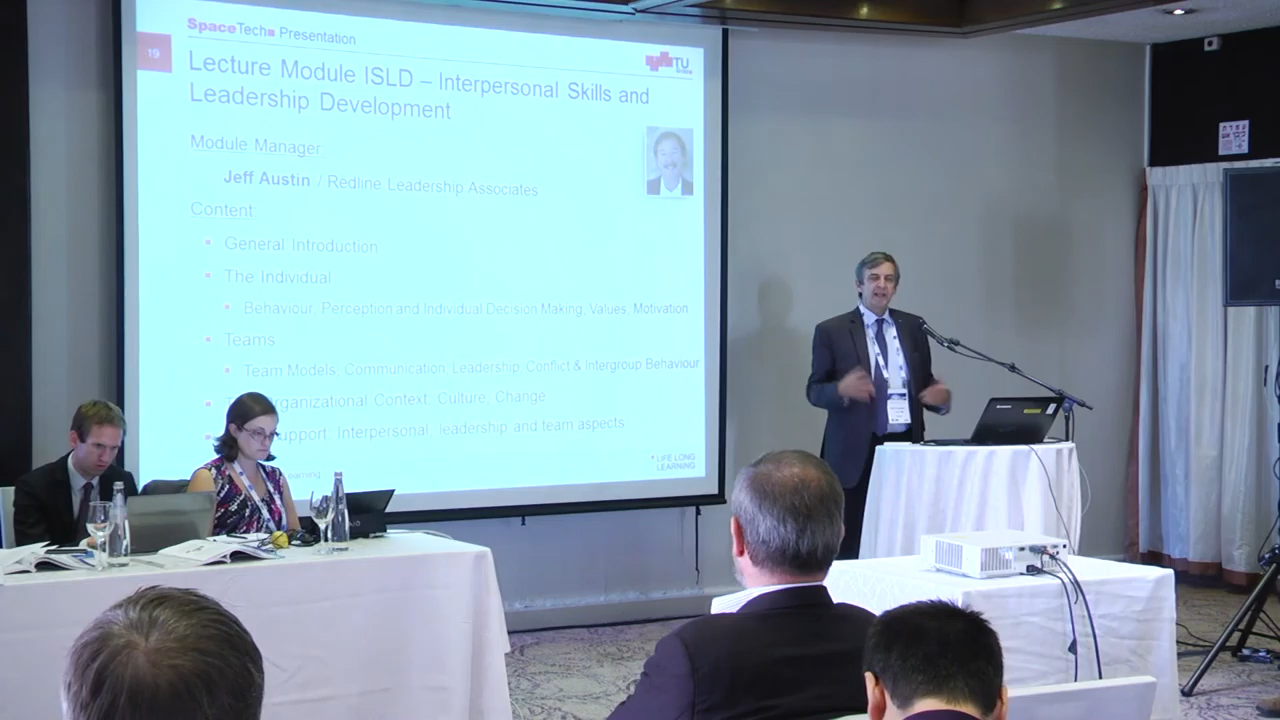 SpaceTech Presentation
19
TU
Lecture Module ISLD – Interpersonal Skills and
Leadership Development
Module Manager:
Jeff Austin / Redline Leadership Associates
Content:
General Introduction
The Individual
Behaviour, Perception and Individual Decision Making, Values, Motivation
Teams
Team Models, Communication, Leadership, Conflict & Intergroup Behaviour
Organizational Context: Culture, Change
Support: Interpersonal, leadership and team aspects
LIFE LONG
LEARNING